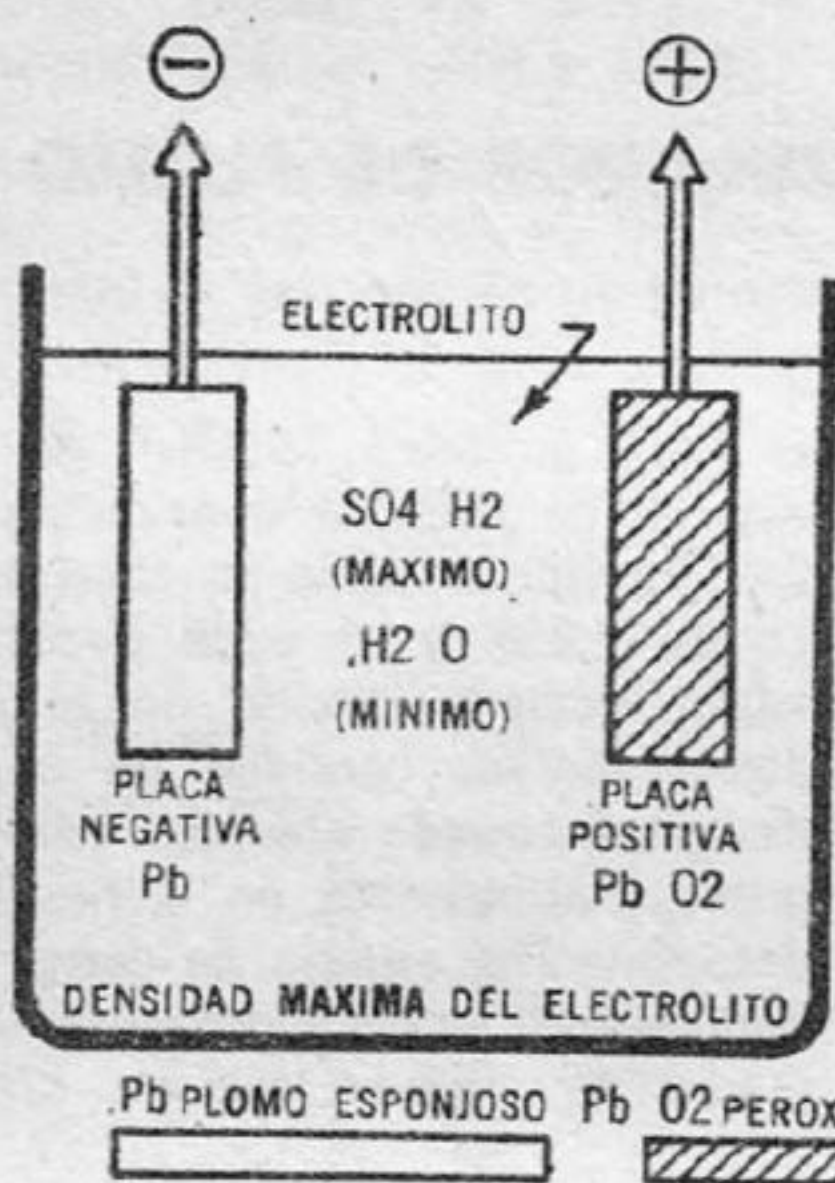 ⊖ ⊕
ELECTROLITO
SO4 H2
(MAXIMO)
.H2 O
(MINIMO)
PLACA
NEGATIVA
Pb
PLACA
POSITIVA
Pb O2
DENSIDAD MAXIMA DEL ELECTROLITO
.Pb PLOMO ESPONJOSO Pb O2 PEROX